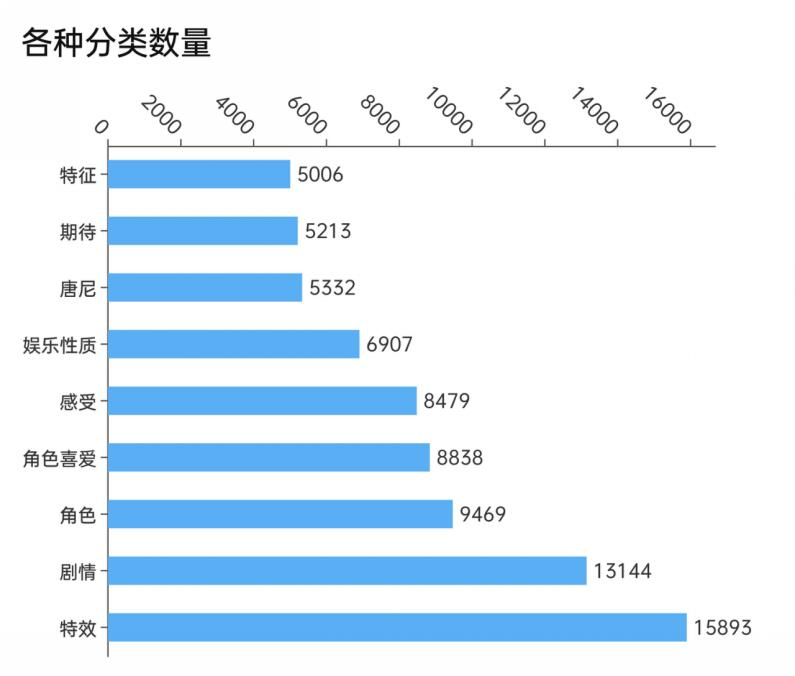 各种分类数量
0 2000 4000 6000 8000 10000 12000 14000 16000
特征 5006
期待 5213
唐尼 5332
娱乐性质 6907
感受 8479
角色喜爱 8838
角色 9469
剧情 13144
特效 15893